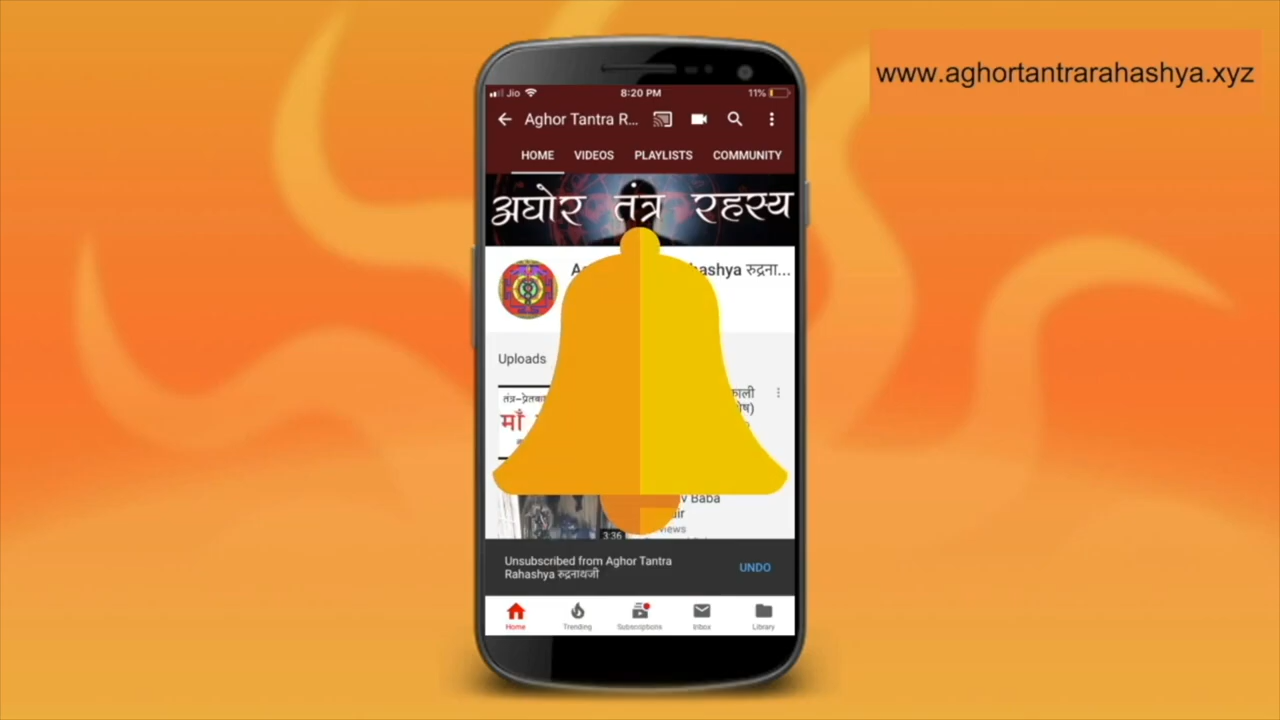 www.aghortantrarahashya.xyz
Jio 8:20 PM 11%
Aghor Tantra R...
HOME VIDEOS PLAYLISTS COMMUNITY
अघोर तंत्र रहस्य
ahashya रुद्रना...
Uploads
माँ
Baba
3:36
Unsubscribed from Aghor Tantra
Rahashya रुद्रनाथजी
UNDO
Home Trending Subscriptions Inbox Library